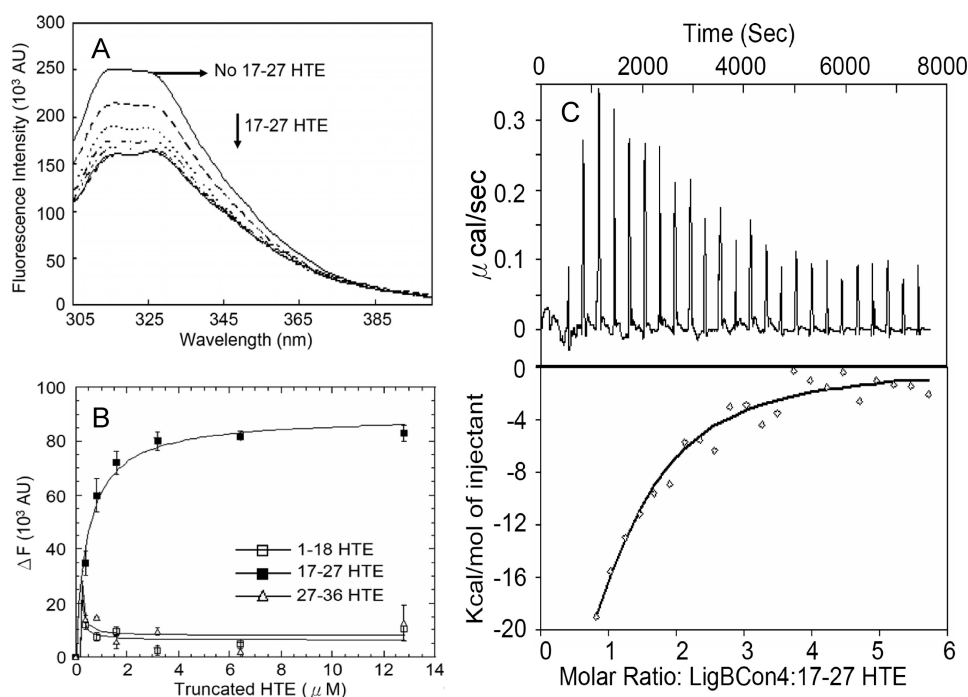 A
Fluorescence Intensity (10³ AU)
300
250
200
150
100
50
0
No 17-27 HTE
17-27 HTE
305
325
345
365
385
Wavelength (nm)
B
ΔF (10³ AU)
100
80
60
40
20
0
1-18 HTE
17-27 HTE
27-36 HTE
0 2 4 6 8 10 12 14
Truncated HTE (μM)
Time (Sec)
0 2000 4000 6000 8000
C
μcal/sec
0.3
0.2
0.1
0
Kcal/mol of injectant
0
-4
-8
-12
-16
-20
0 1 2 3 4 5 6
Molar Ratio: LigBCon4:17-27 HTE